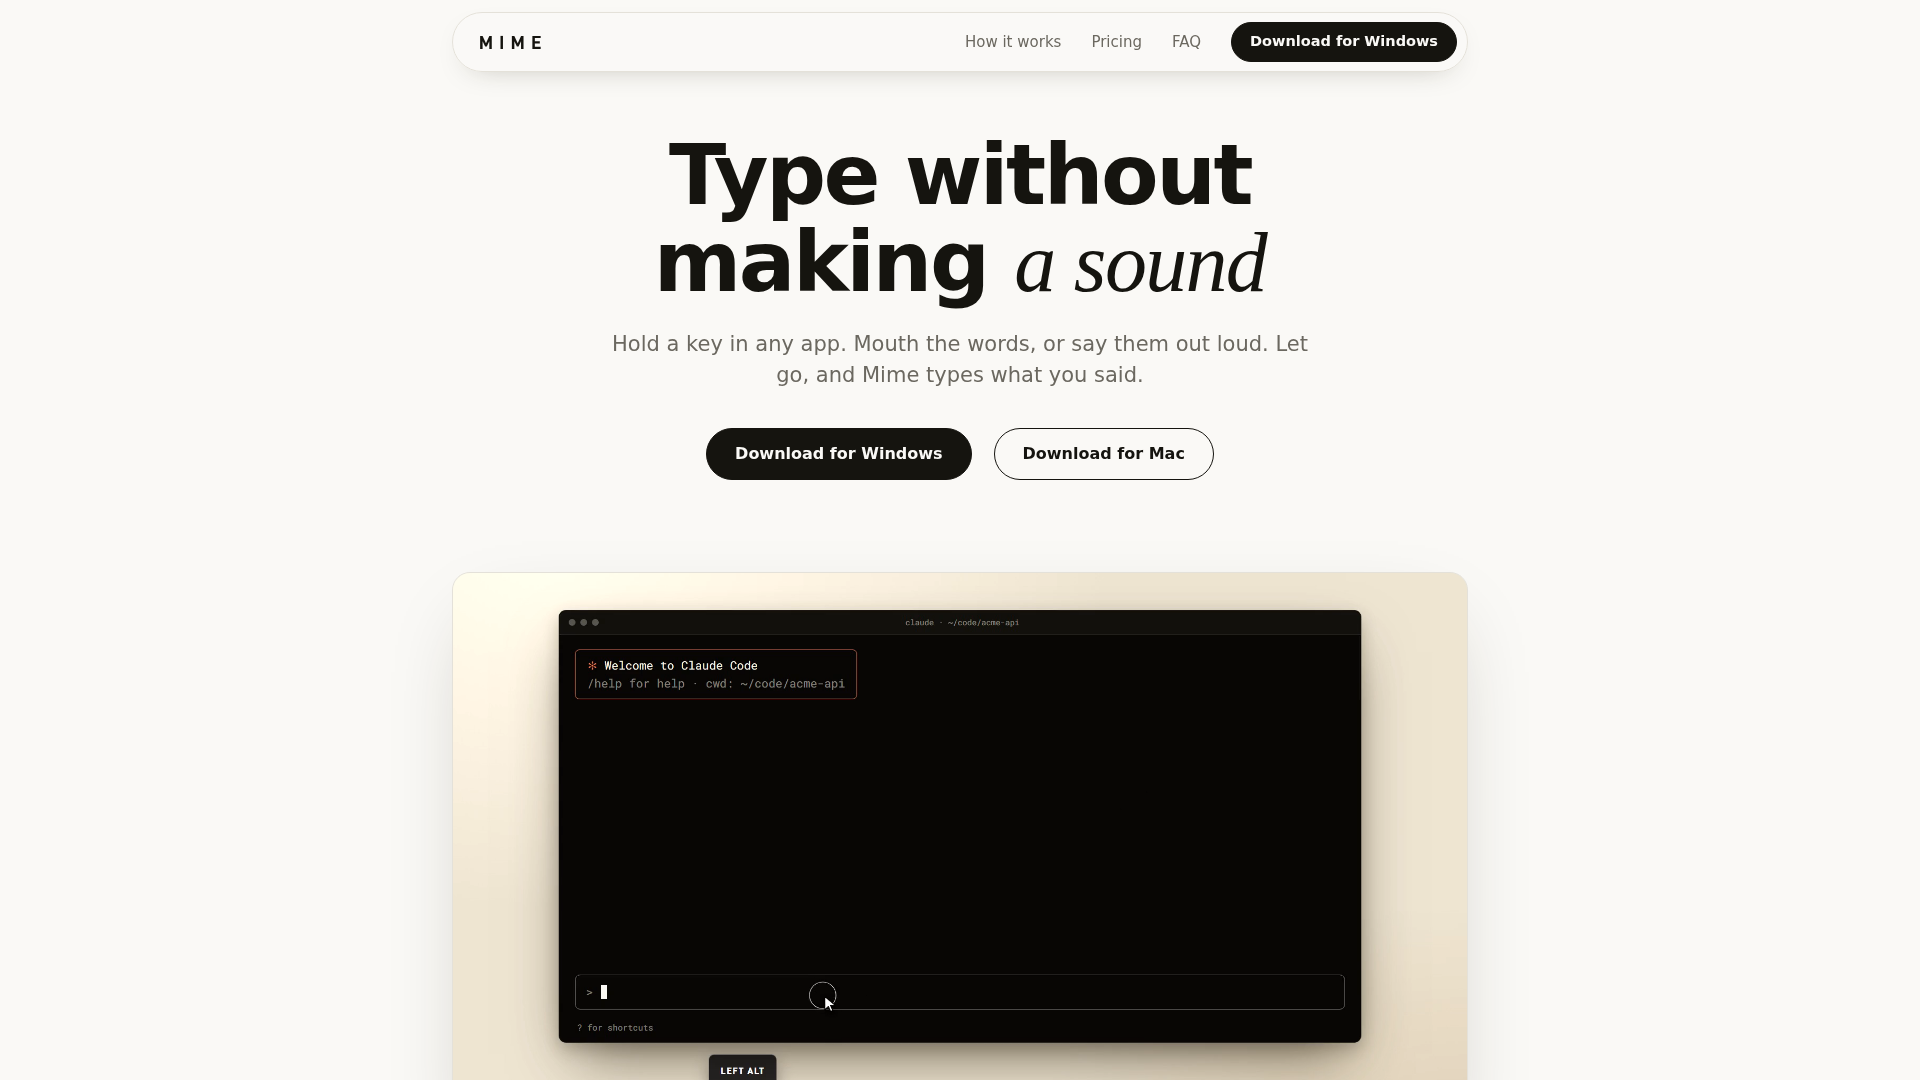 MIME
How it works
Pricing
FAQ
Download for Windows
Type without
making a sound
Hold a key in any app. Mouth the words, or say them out loud. Let
go, and Mime types what you said.
Download for Windows
Download for Mac
claude · ~/code/acme-api
✻ Welcome to Claude Code
/help for help · cwd: ~/code/acme-api
>
? for shortcuts
LEFT ALT